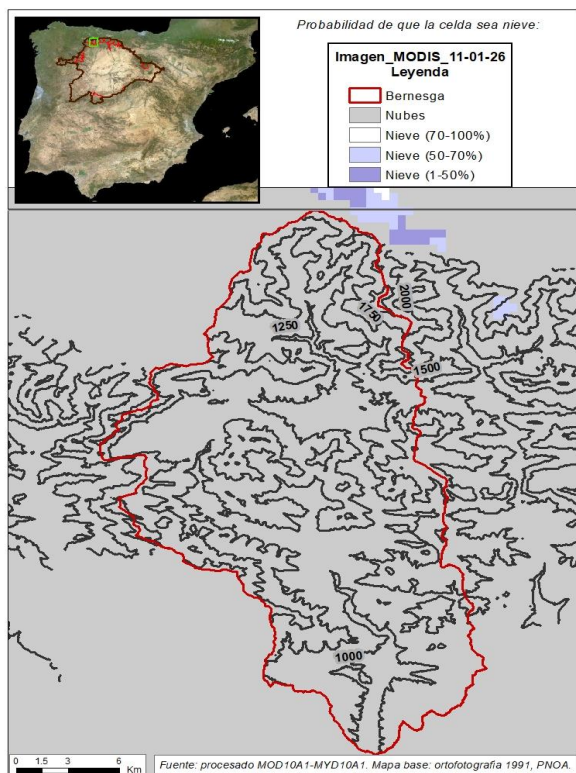 Probabilidad de que la celda sea nieve:
Imagen_MODIS_11-01-26
Leyenda
Bernesga
Nubes
Nieve (70-100%)
Nieve (50-70%)
Nieve (1-50%)
2000
1750
1250
1500
1000
0 1.5 3 6
Km
Fuente: procesado MOD10A1-MYD10A1. Mapa base: ortofotografia 1991, PNOA.